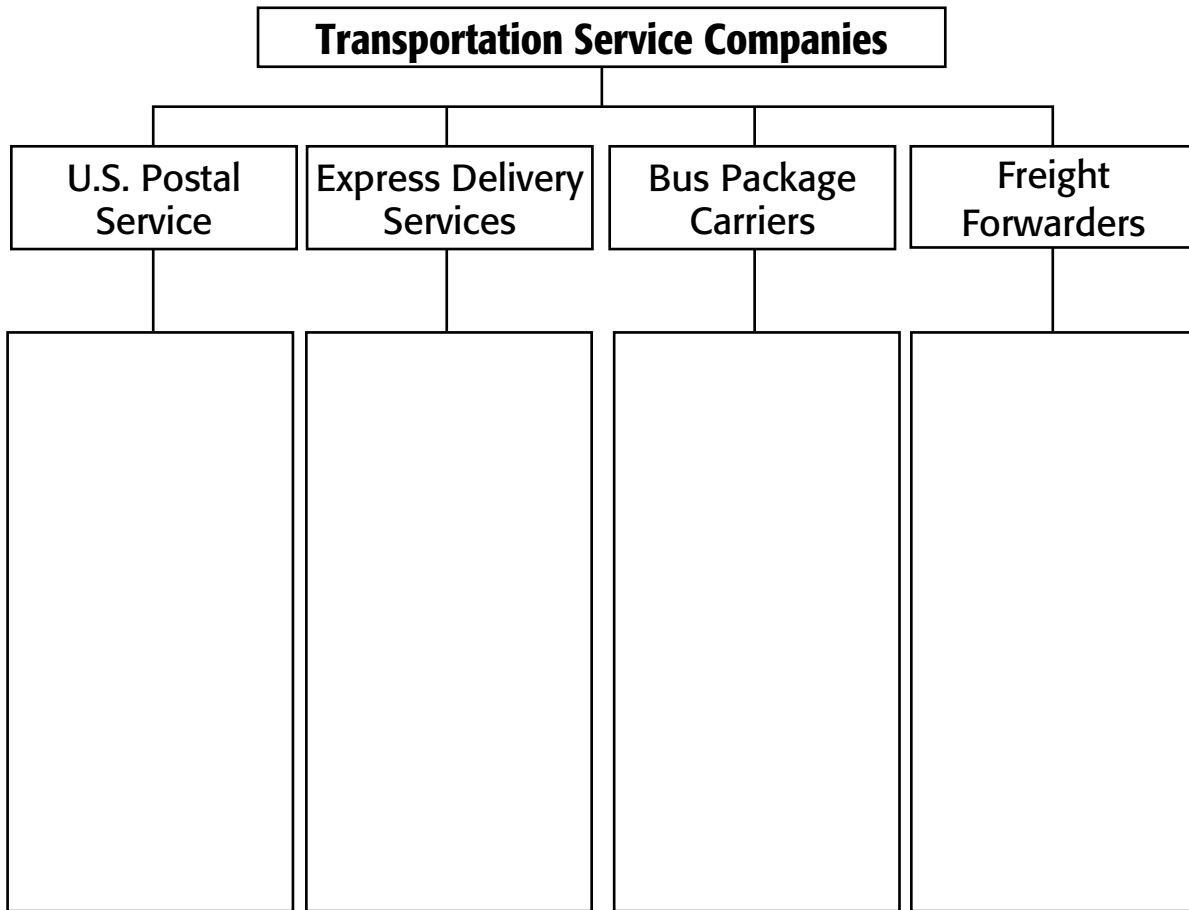 Transportation Service Companies
U.S. Postal
Service
Express Delivery
Services
Bus Package
Carriers
Freight
Forwarders